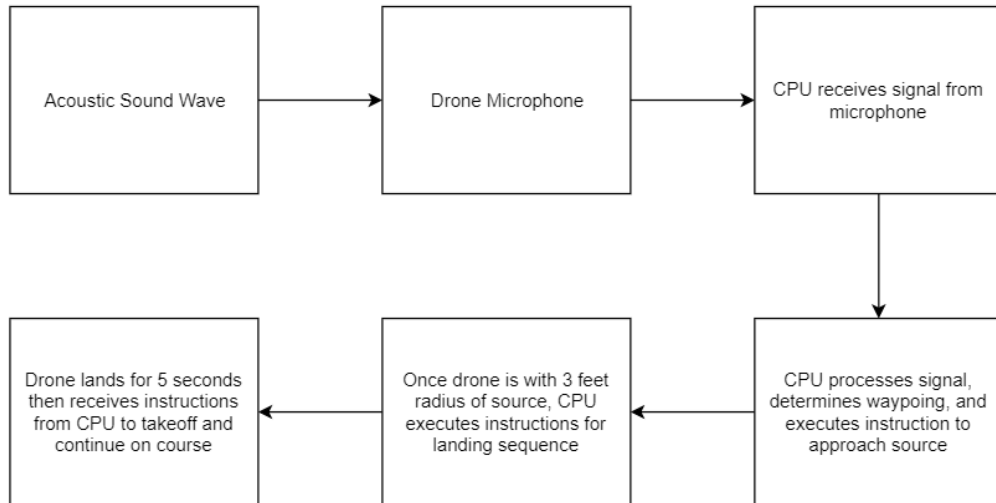 Acoustic Sound Wave
Drone Microphone
CPU receives signal from
microphone
CPU processes signal,
determines waypoing, and
executes instruction to
approach source
Once drone is with 3 feet
radius of source, CPU
executes instructions for
landing sequence
Drone lands for 5 seconds
then receives instructions
from CPU to takeoff and
continue on course